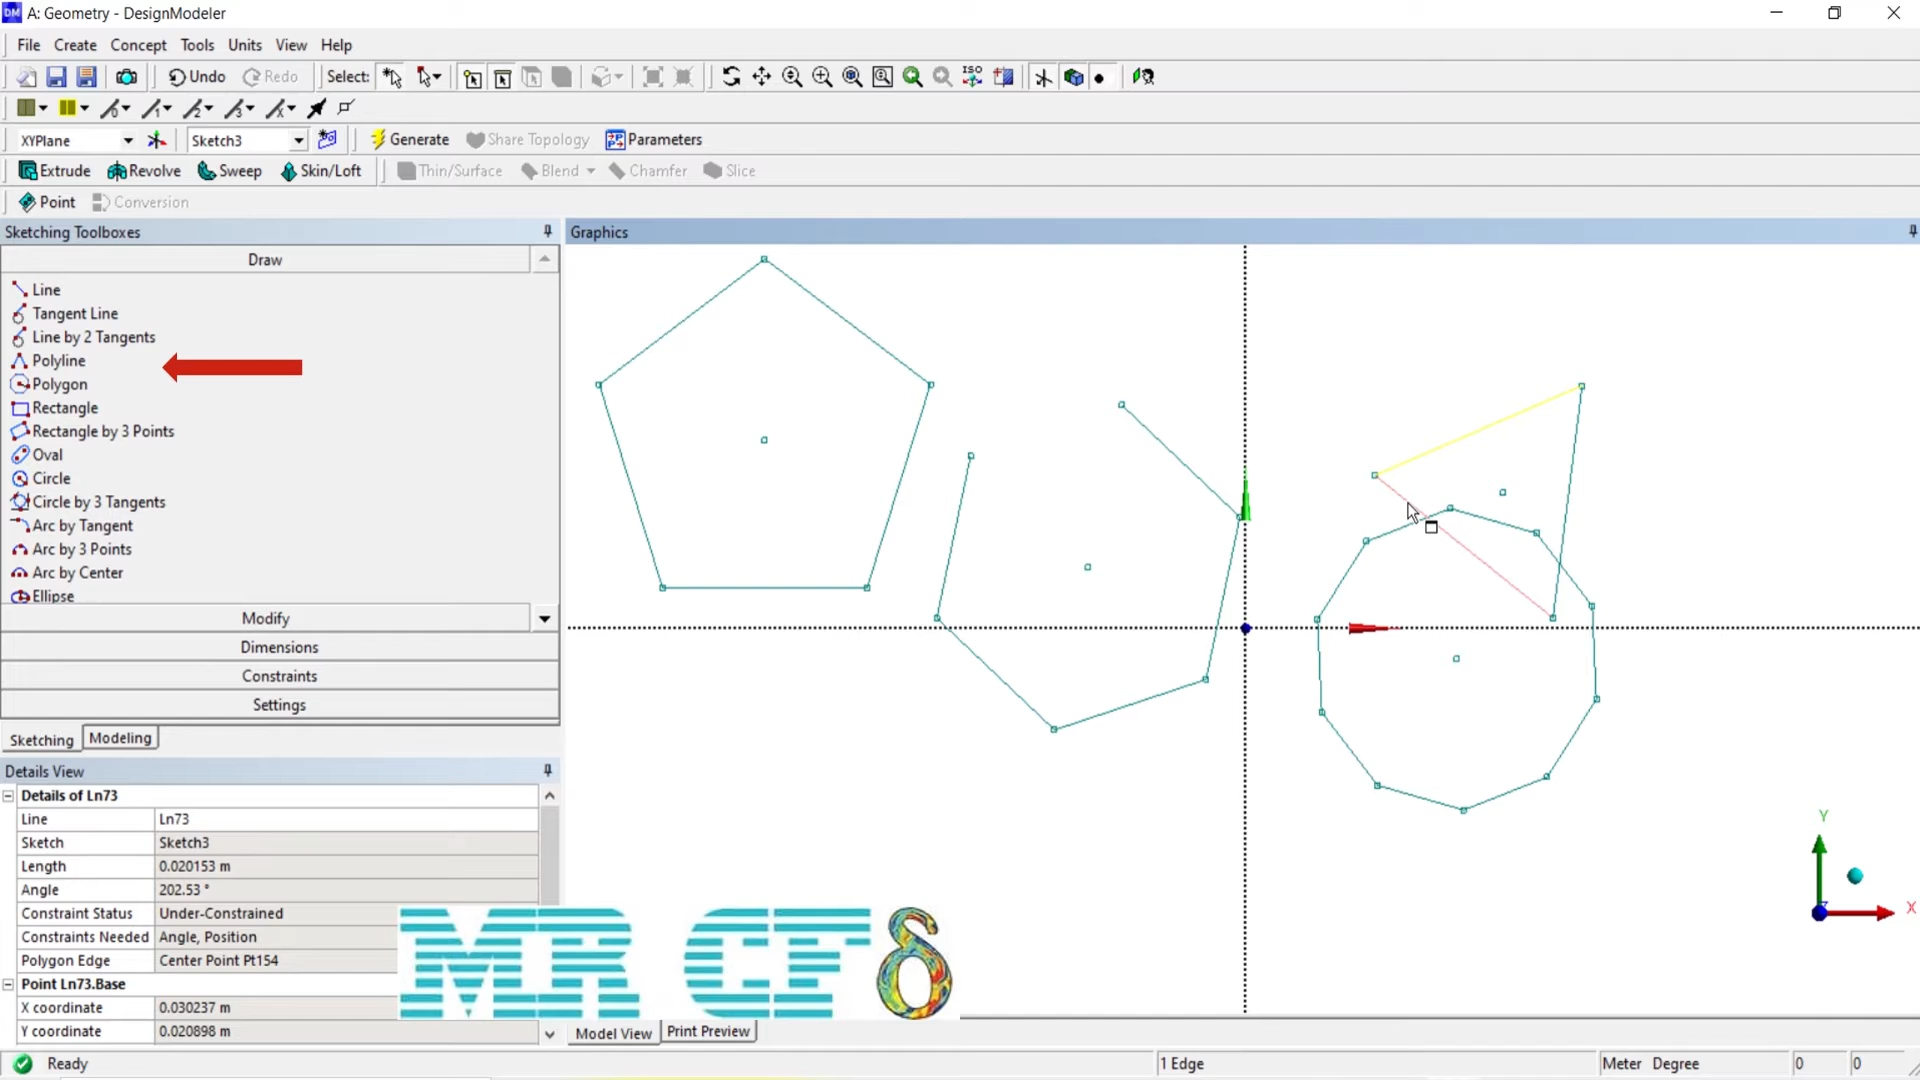 DM A: Geometry - DesignModeler
File Create Concept Tools Units View Help
Undo Redo Select: ISO
XYPlane Sketch3 Generate Share Topology Parameters
Extrude Revolve Sweep Skin/Loft Thin/Surface Blend Chamfer Slice
Point Conversion
Sketching Toolboxes
Draw
Line
Tangent Line
Line by 2 Tangents
Polyline
Polygon
Rectangle
Rectangle by 3 Points
Oval
Circle
Circle by 3 Tangents
Arc by Tangent
Arc by 3 Points
Arc by Center
Ellipse
Modify
Dimensions
Constraints
Settings
Sketching Modeling
Details View
Details of Ln73
Line Ln73
Sketch Sketch3
Length 0.020153 m
Angle 202.53 °
Constraint Status Under-Constrained
Constraints Needed Angle, Position
Polygon Edge Center Point Pt154
Point Ln73.Base
X coordinate 0.030237 m
Y coordinate 0.020898 m
Graphics
Y
X
MR CFδ
Model View Print Preview
Ready 1 Edge Meter Degree 0 0